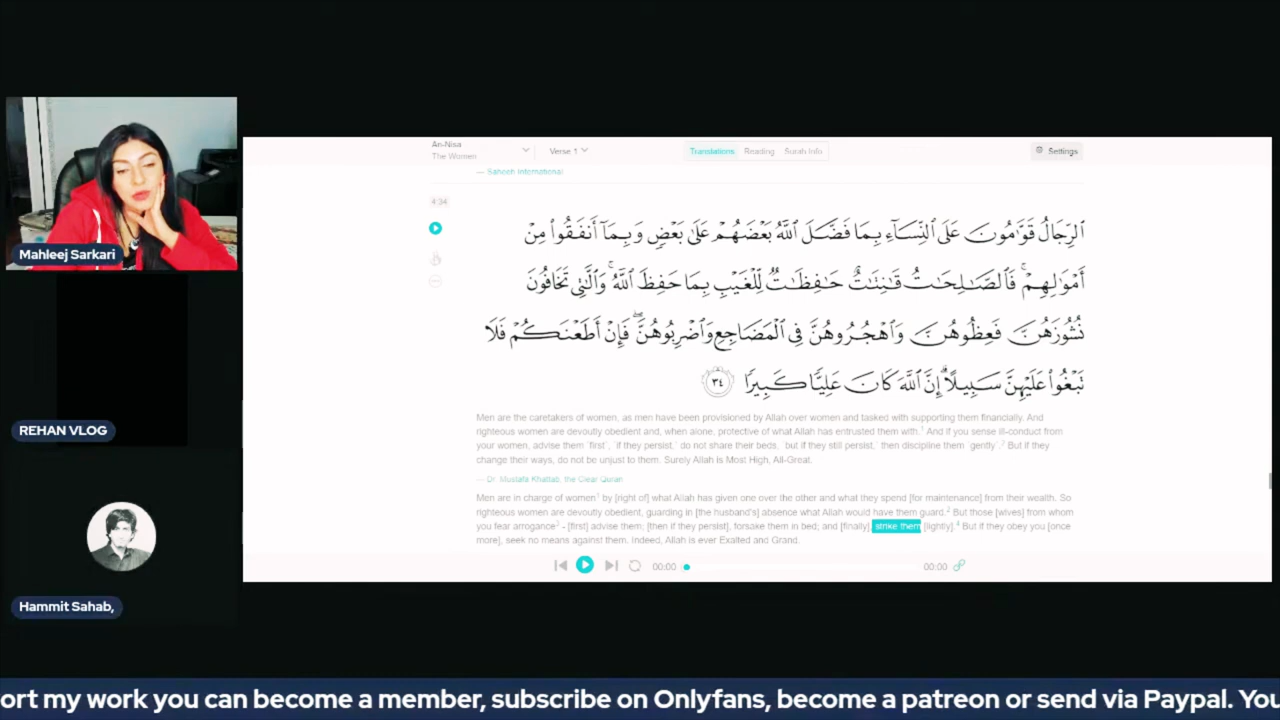 Mahleej Sarkari
REHAN VLOG
Hammit Sahab,
An-Nisa
The Women
Verse 1
Translations Reading Surah Info
Settings
— Saheeh International
4:34
ٱلرِّجَالُ قَوَّٰمُونَ عَلَى ٱلنِّسَآءِ بِمَا فَضَّلَ ٱللَّهُ بَعْضَهُمْ عَلَىٰ بَعْضٍ وَبِمَآ أَنفَقُوا۟ مِنْ
أَمْوَٰلِهِمْ ۚ فَٱلصَّـٰلِحَـٰتُ قَـٰنِتَـٰتٌ حَـٰفِظَـٰتٌ لِّلْغَيْبِ بِمَا حَفِظَ ٱللَّهُ ۚ وَٱلَّـٰتِى تَخَافُونَ
نُشُوزَهُنَّ فَعِظُوهُنَّ وَٱهْجُرُوهُنَّ فِى ٱلْمَضَاجِعِ وَٱضْرِبُوهُنَّ ۖ فَإِنْ أَطَعْنَكُمْ فَلَا
تَبْغُوا۟ عَلَيْهِنَّ سَبِيلًا ۗ إِنَّ ٱللَّهَ كَانَ عَلِيًّا كَبِيرًا ٣٤
Men are the caretakers of women, as men have been provisioned by Allah over women and tasked with supporting them financially. And
righteous women are devoutly obedient and, when alone, protective of what Allah has entrusted them with.1 And if you sense ill-conduct from
your women, advise them ˹first˺, ˹if they persist,˺ do not share their beds, ˹but if they still persist,˺ then discipline them ˹gently˺.2 But if they
change their ways, do not be unjust to them. Surely Allah is Most High, All-Great.
— Dr. Mustafa Khattab, the Clear Quran
Men are in charge of women1 by [right of] what Allah has given one over the other and what they spend [for maintenance] from their wealth. So
righteous women are devoutly obedient, guarding in [the husband's] absence what Allah would have them guard.2 But those [wives] from whom
you fear arrogance3 - [first] advise them; [then if they persist], forsake them in bed; and [finally], strike them [lightly].4 But if they obey you [once
more], seek no means against them. Indeed, Allah is ever Exalted and Grand.
00:00 00:00
ort my work you can become a member, subscribe on Onlyfans, become a patreon or send via Paypal. You